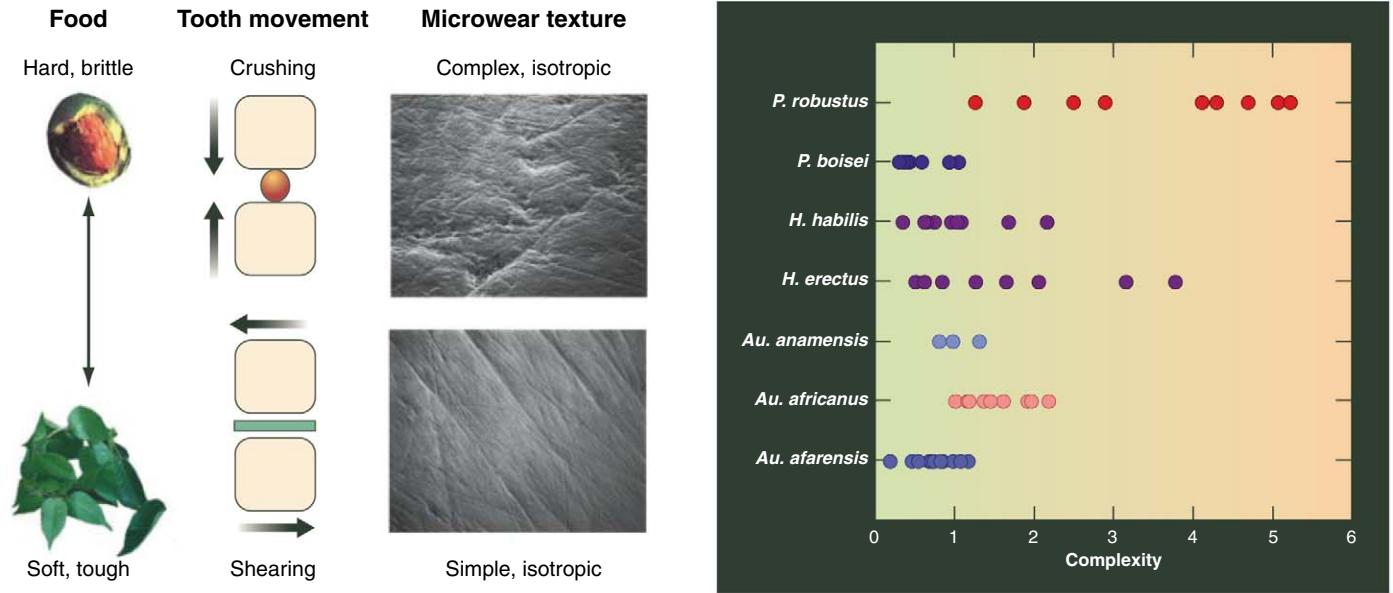 Food
Tooth movement
Microwear texture
Hard, brittle
Crushing
Complex, isotropic
Soft, tough
Shearing
Simple, isotropic
P. robustus
P. boisei
H. habilis
H. erectus
Au. anamensis
Au. africanus
Au. afarensis
0 1 2 3 4 5 6
Complexity